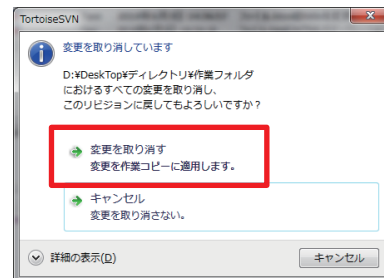 TortoiseSVN
変更を取り消しています
D:¥DeskTop¥ディレクトリ¥作業フォルダ
におけるすべての変更を取り消し、
このリビジョンに戻してもよろしいですか？
変更を取り消す
変更を作業コピーに適用します。
キャンセル
変更を取り消さない。
詳細の表示(D)
キャンセル